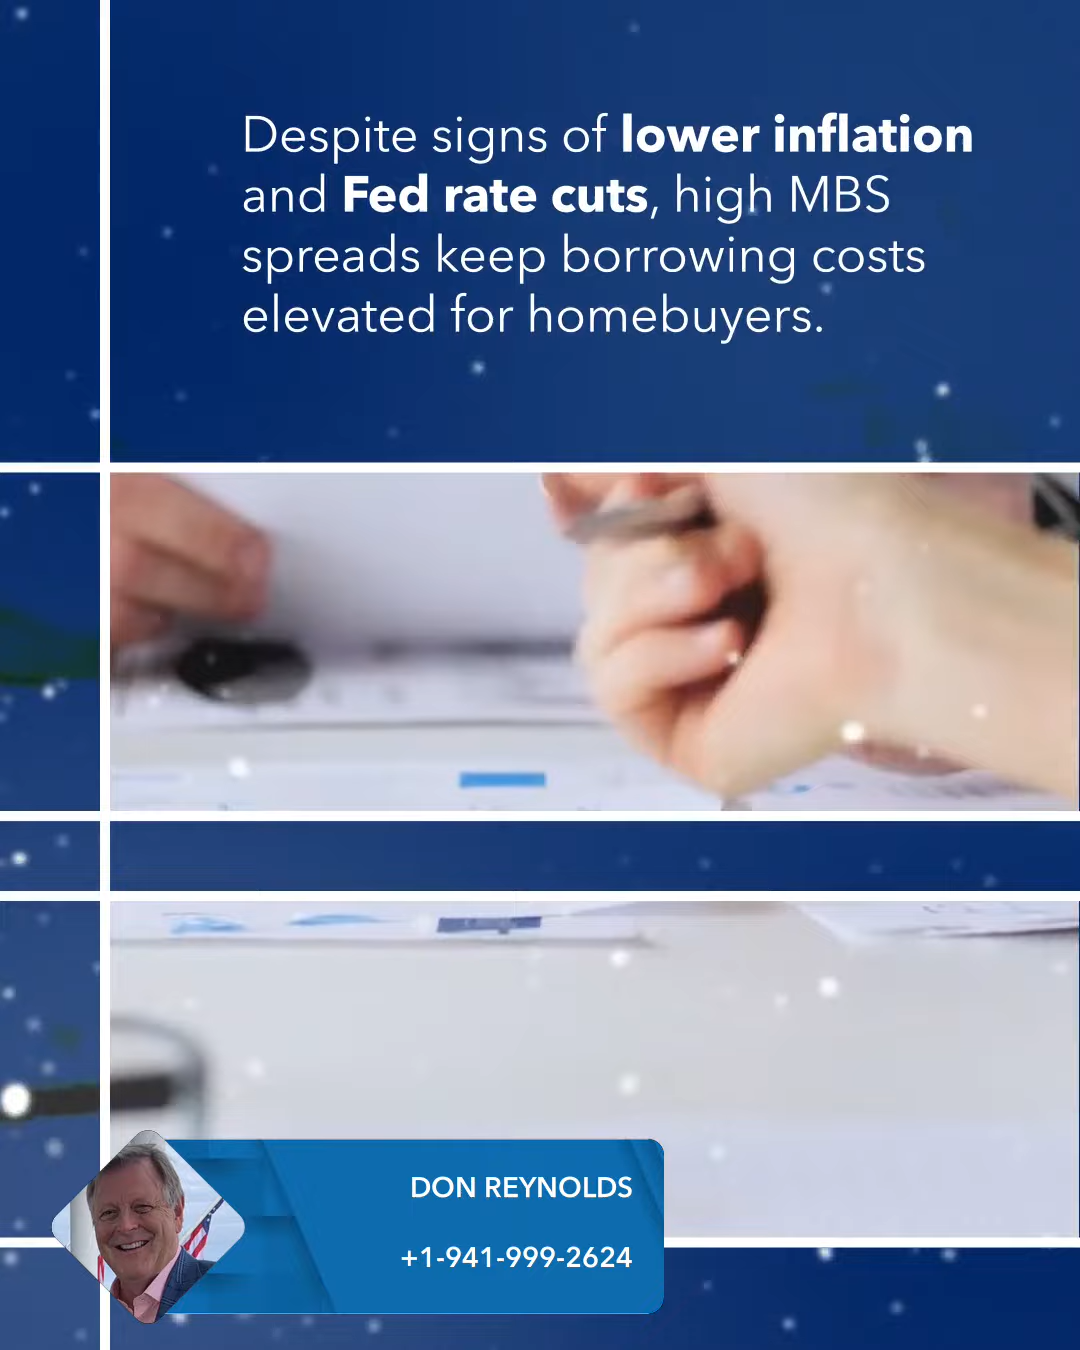 Despite signs of lower inflation
and Fed rate cuts, high MBS
spreads keep borrowing costs
elevated for homebuyers.
DON REYNOLDS
+1-941-999-2624